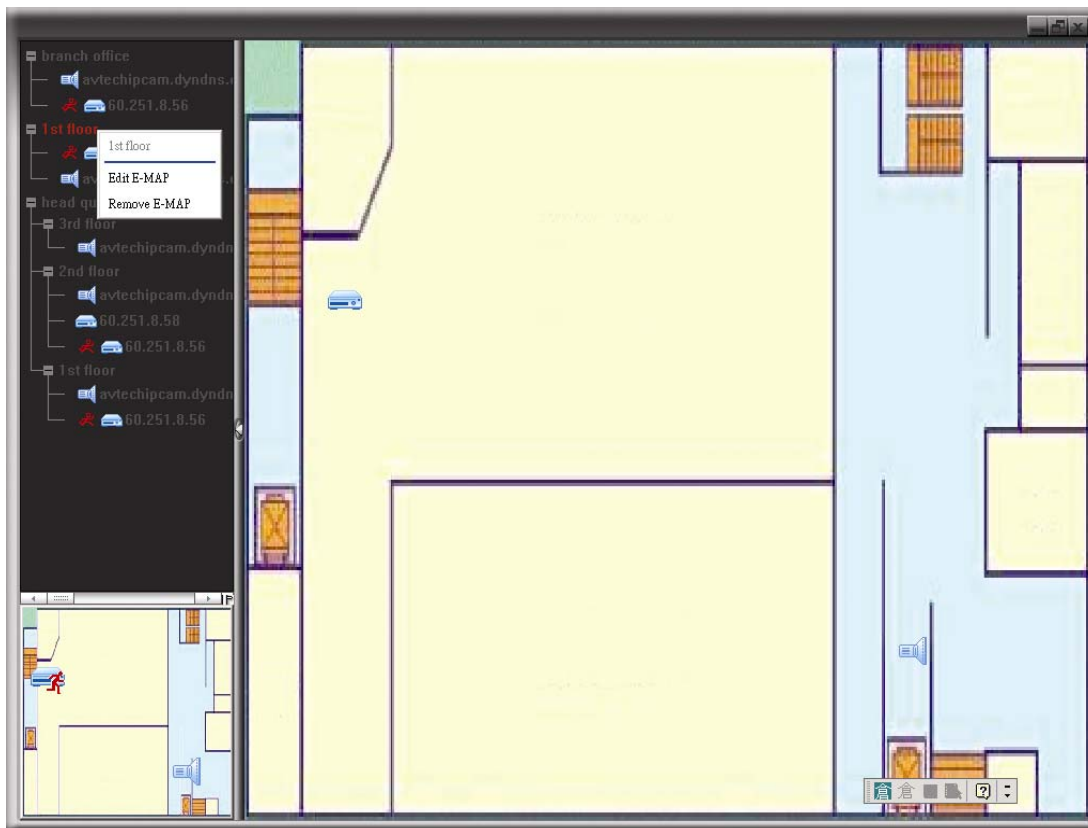 branch office
avtechipcam.dyndns.
60.251.8.56
1st floor
1st floor
Edit E-MAP
Remove E-MAP
head qu
3rd floor
avtechipcam.dyndn
2nd floor
avtechipcam.dyndn
60.251.8.58
60.251.8.56
1st floor
avtechipcam.dyndn
60.251.8.56
倉 倉